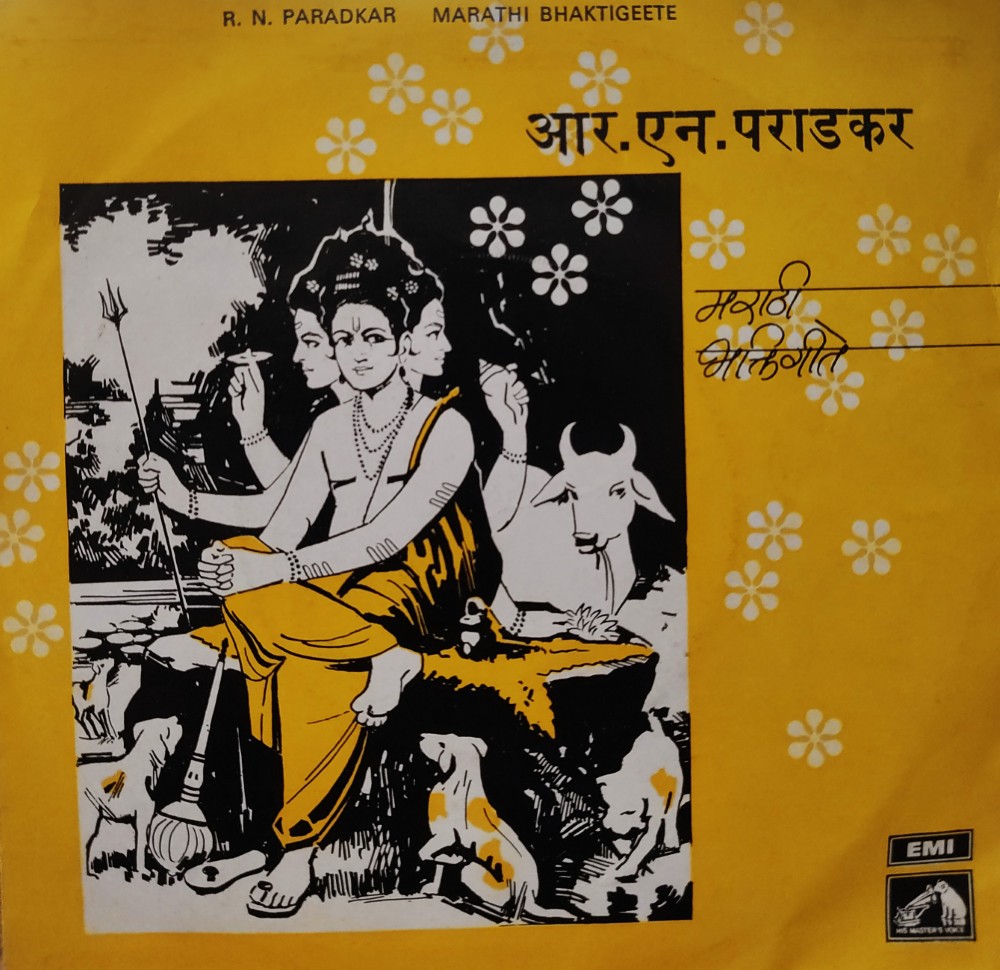 R. N. PARADKAR MARATHI BHAKTIGEETE
आर.एन.पराडकर
मराठी
भक्तिगीते
EMI
HIS MASTER'S VOICE